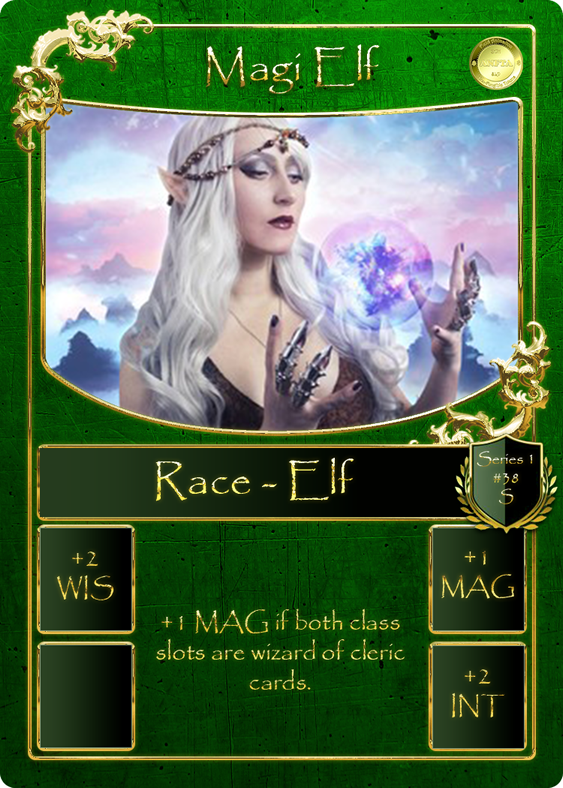 Magi Elf
Race - Elf
Series 1
#38
S
+2
WIS
+1
MAG
+1 MAG if both class
slots are wizard of cleric
cards.
+2
INT